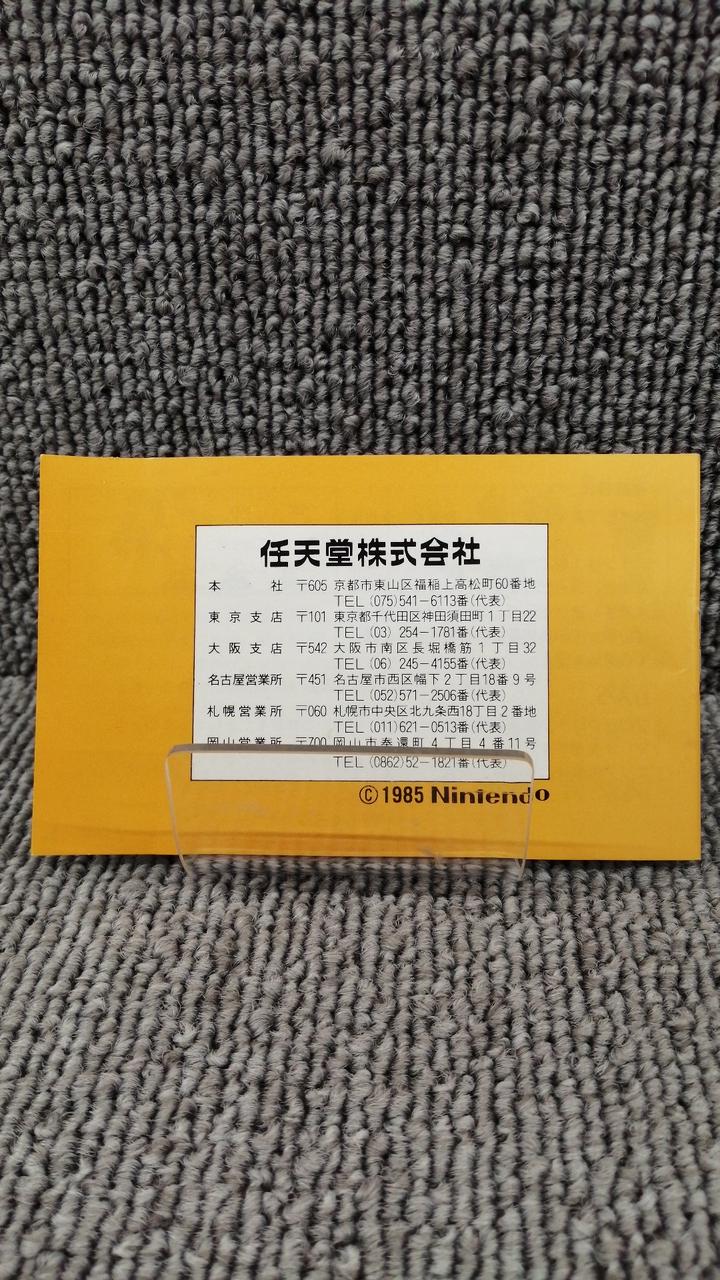 任天堂株式会社
本社 〒605 京都市東山区福稲上高松町60番地
TEL (075)541-6113番(代表)
東京支店 〒101 東京都千代田区神田須田町1丁目22
TEL (03) 254-1781番(代表)
大阪支店 〒542 大阪市南区長堀橋筋1丁目32
TEL (06) 245-4155番(代表)
名古屋営業所 〒451 名古屋市西区幅下2丁目18番9号
TEL (052)571-2506番(代表)
札幌営業所 〒060 札幌市中央区北九条西18丁目2番地
TEL (011)621-0513番(代表)
岡山営業所 〒700 岡山市奉還町4丁目4番11号
TEL (0862)52-1821番(代表)
©1985 Nintendo